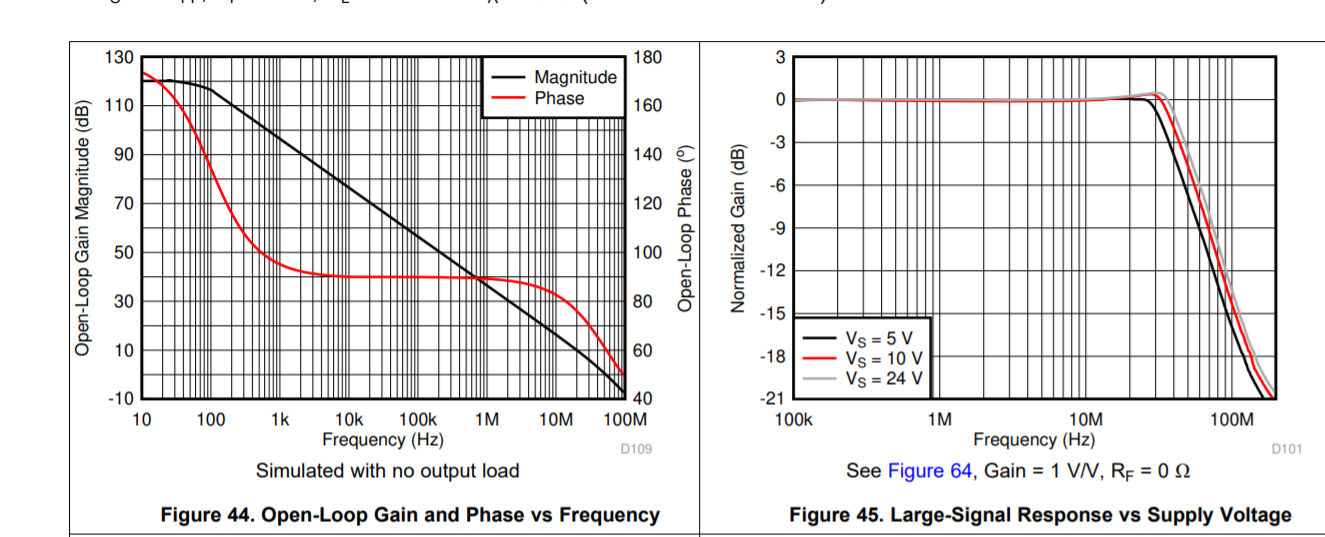 130
110
90
70
50
30
10
-10
Open-Loop Gain Magnitude (dB)
180
160
140
120
100
80
60
40
Open-Loop Phase (º)
Magnitude
Phase
10 100 1k 10k 100k 1M 10M 100M
Frequency (Hz)
D109
Simulated with no output load
Figure 44. Open-Loop Gain and Phase vs Frequency
3
0
-3
-6
-9
-12
-15
-18
-21
Normalized Gain (dB)
VS = 5 V
VS = 10 V
VS = 24 V
100k 1M 10M 100M
Frequency (Hz)
D101
See Figure 64, Gain = 1 V/V, RF = 0 Ω
Figure 45. Large-Signal Response vs Supply Voltage